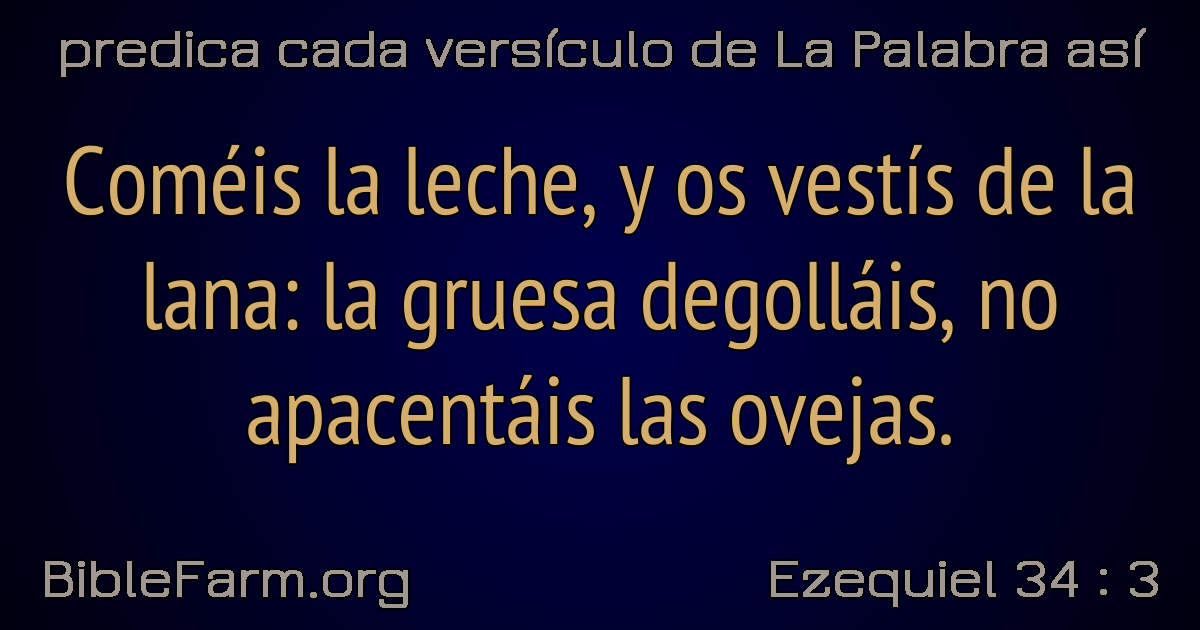 predica cada versículo de La Palabra así
Coméis la leche, y os vestís de la
lana: la gruesa degolláis, no
apacentáis las ovejas.
BibleFarm.org
Ezequiel 34 : 3